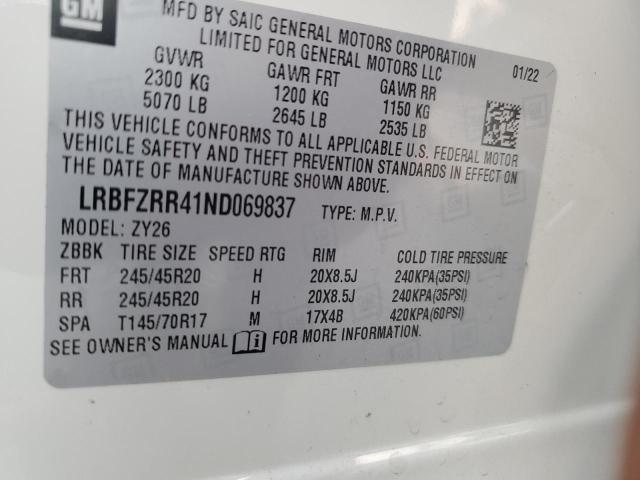 GM
MFD BY SAIC GENERAL MOTORS CORPORATION
LIMITED FOR GENERAL MOTORS LLC
GVWR GAWR FRT GAWR RR 01/22
2300 KG 1200 KG 1150 KG
5070 LB 2645 LB 2535 LB
THIS VEHICLE CONFORMS TO ALL APPLICABLE U.S. FEDERAL MOTOR
VEHICLE SAFETY AND THEFT PREVENTION STANDARDS IN EFFECT ON
THE DATE OF MANUFACTURE SHOWN ABOVE.
LRBFZRR41ND069837 TYPE: M.P.V.
MODEL: ZY26
ZBBK TIRE SIZE SPEED RTG RIM COLD TIRE PRESSURE
FRT 245/45R20 H 20X8.5J 240KPA(35PSI)
RR 245/45R20 H 20X8.5J 240KPA(35PSI)
SPA T145/70R17 M 17X4B 420KPA(60PSI)
SEE OWNER'S MANUAL i FOR MORE INFORMATION.